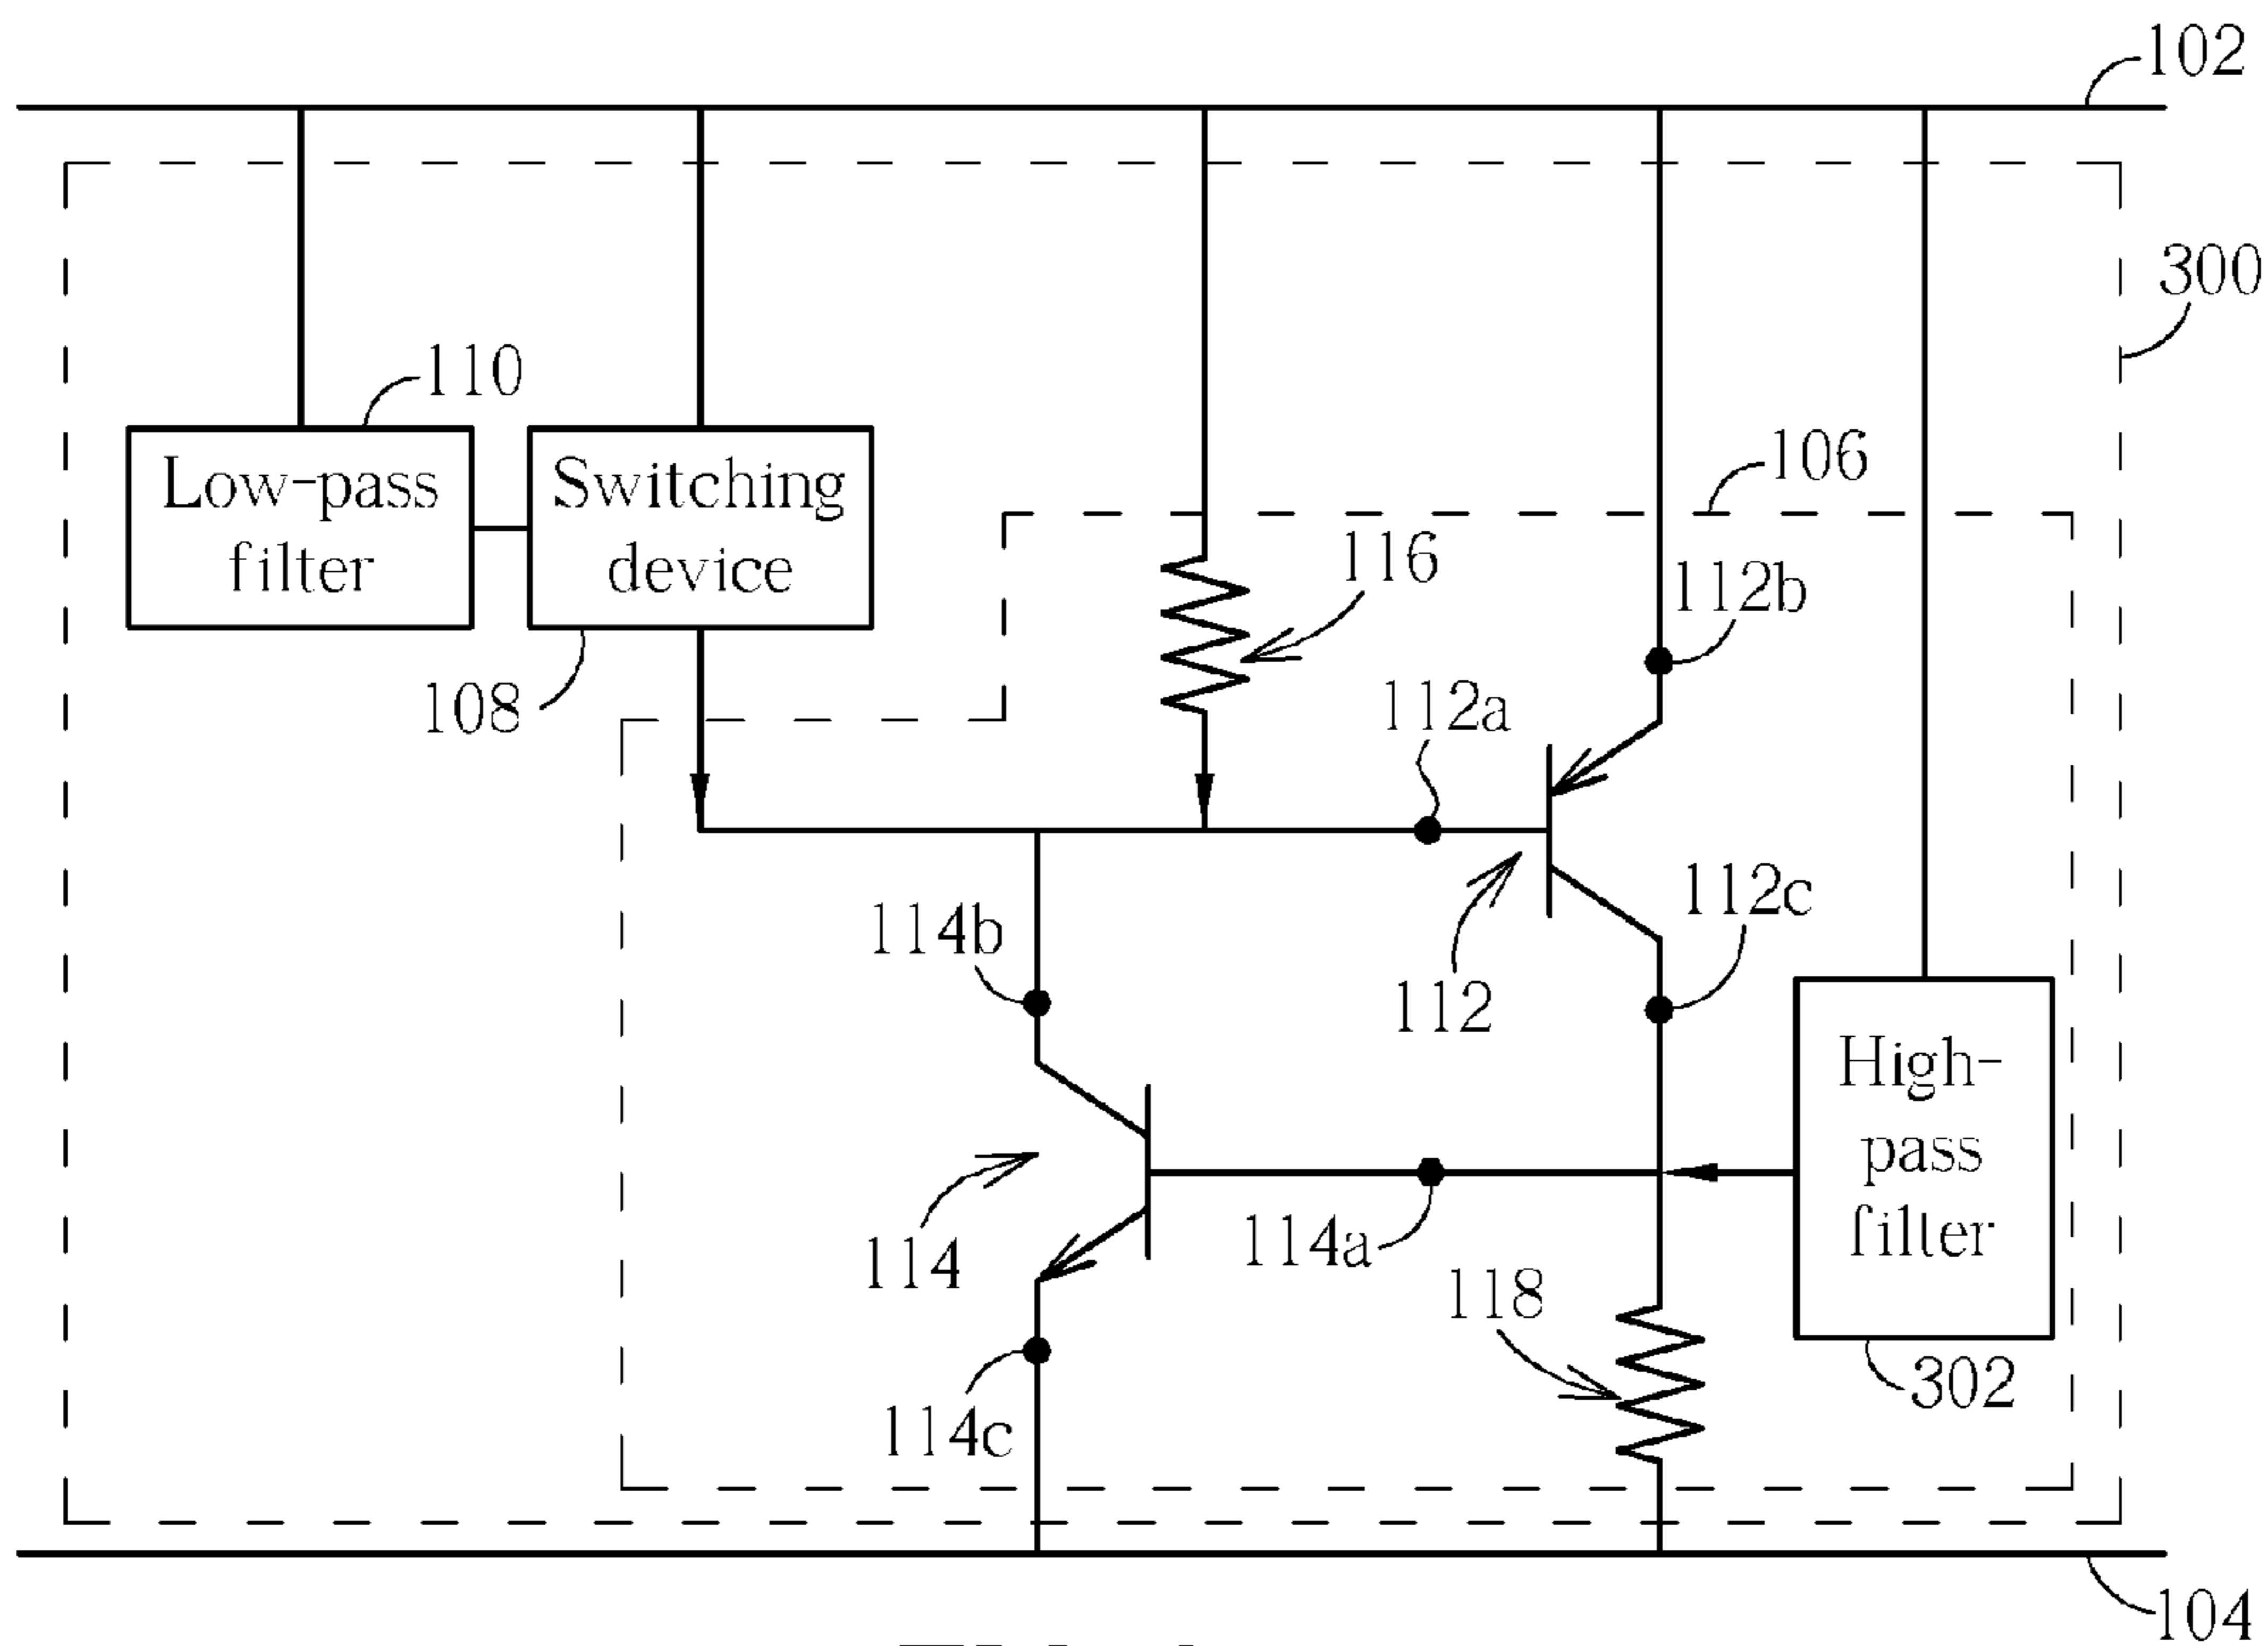 102
300
110
Low-pass
filter
Switching
device
106
116
112b
108
112a
114b
112c
112
High-
pass
filter
114
114a
118
302
114c
104